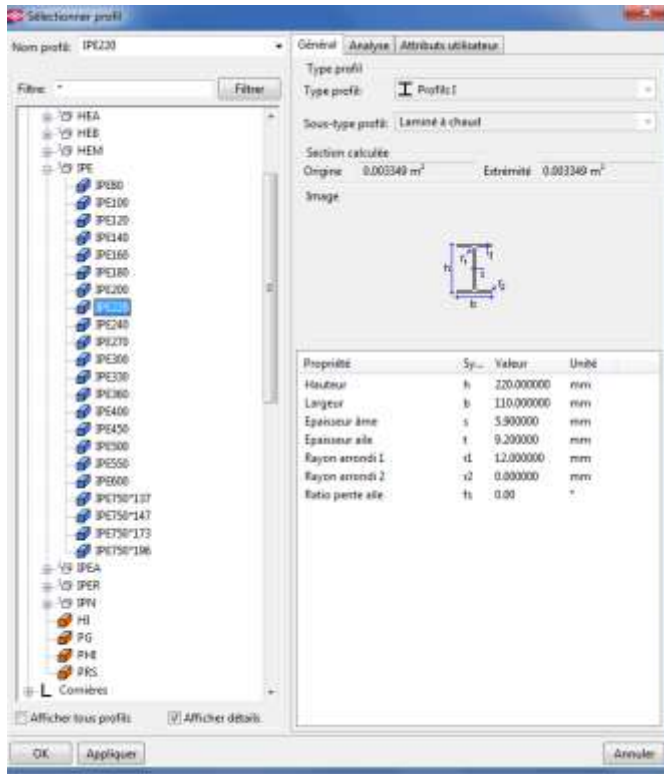 Sélectionner profil
Nom profil: IPE220
Filtre: * Filtrer
HEA
HEB
HEM
IPE
IPE80
IPE100
IPE120
IPE140
IPE160
IPE180
IPE200
IPE220
IPE240
IPE270
IPE300
IPE330
IPE360
IPE400
IPE450
IPE500
IPE550
IPE600
IPE750*137
IPE750*147
IPE750*173
IPE750*196
IPEA
IPER
IPN
HI
PG
PHI
PRS
Cornières
Afficher tous profils Afficher détails
Général Analyse Attributs utilisateur
Type profil
Type profil: Profils I
Sous-type profil: Laminé à chaud
Section calculée
Origine 0.003349 m² Extrémité 0.003349 m²
Image
h r1 t
s
r2
b
Propriété Sy... Valeur Unité
Hauteur h 220.000000 mm
Largeur b 110.000000 mm
Epaisseur âme s 5.900000 mm
Epaisseur aile t 9.200000 mm
Rayon arrondi 1 r1 12.000000 mm
Rayon arrondi 2 r2 0.000000 mm
Ratio pente aile fs 0.00 °
OK Appliquer Annuler